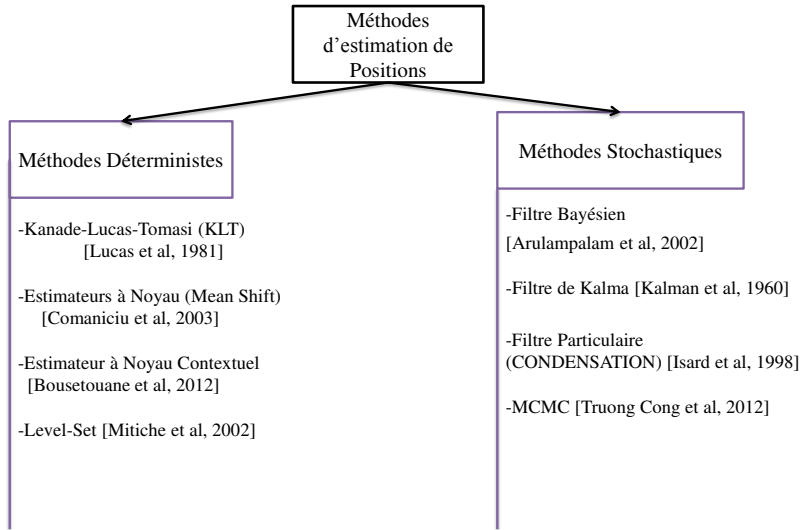 Méthodes
d'estimation de
Positions
Méthodes Déterministes
-Kanade-Lucas-Tomasi (KLT)
[Lucas et al, 1981]
-Estimateurs à Noyau (Mean Shift)
[Comaniciu et al, 2003]
-Estimateur à Noyau Contextuel
[Bousetouane et al, 2012]
-Level-Set [Mitiche et al, 2002]
Méthodes Stochastiques
-Filtre Bayésien
[Arulampalam et al, 2002]
-Filtre de Kalma [Kalman et al, 1960]
-Filtre Particulaire
(CONDENSATION) [Isard et al, 1998]
-MCMC [Truong Cong et al, 2012]